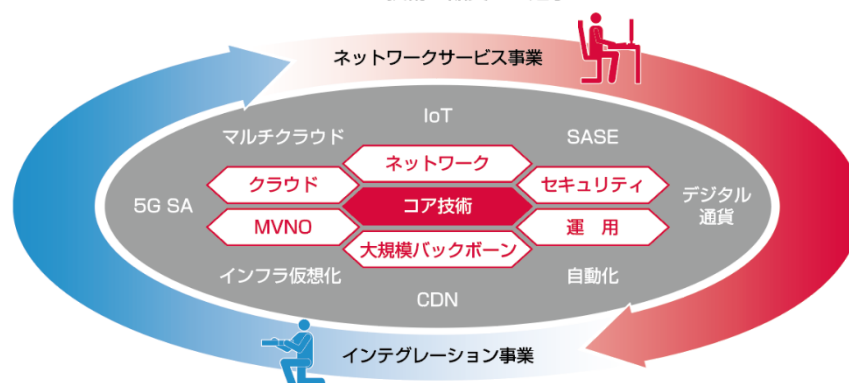 ネットワークサービス事業
IoT
マルチクラウド
SASE
ネットワーク
クラウド
セキュリティ
5G SA
コア技術
デジタル
通貨
MVNO
運 用
大規模バックボーン
インフラ仮想化
自動化
CDN
インテグレーション事業